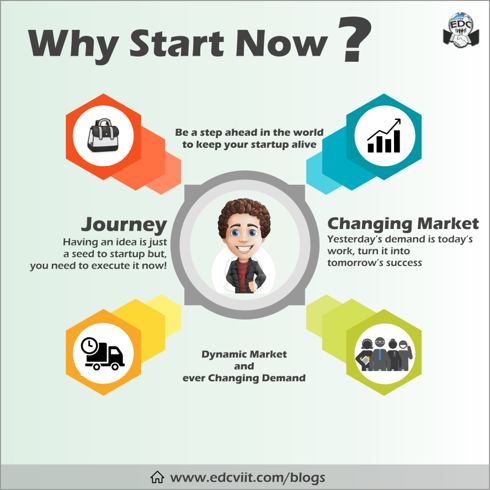 Why Start Now ?
EDC
Be a step ahead in the world
to keep your startup alive
Journey
Having an idea is just
a seed to startup but,
you need to execute it now!
Changing Market
Yesterday's demand is today's
work, turn it into
tomorrow's success
Dynamic Market
and
ever Changing Demand
www.edcviit.com/blogs